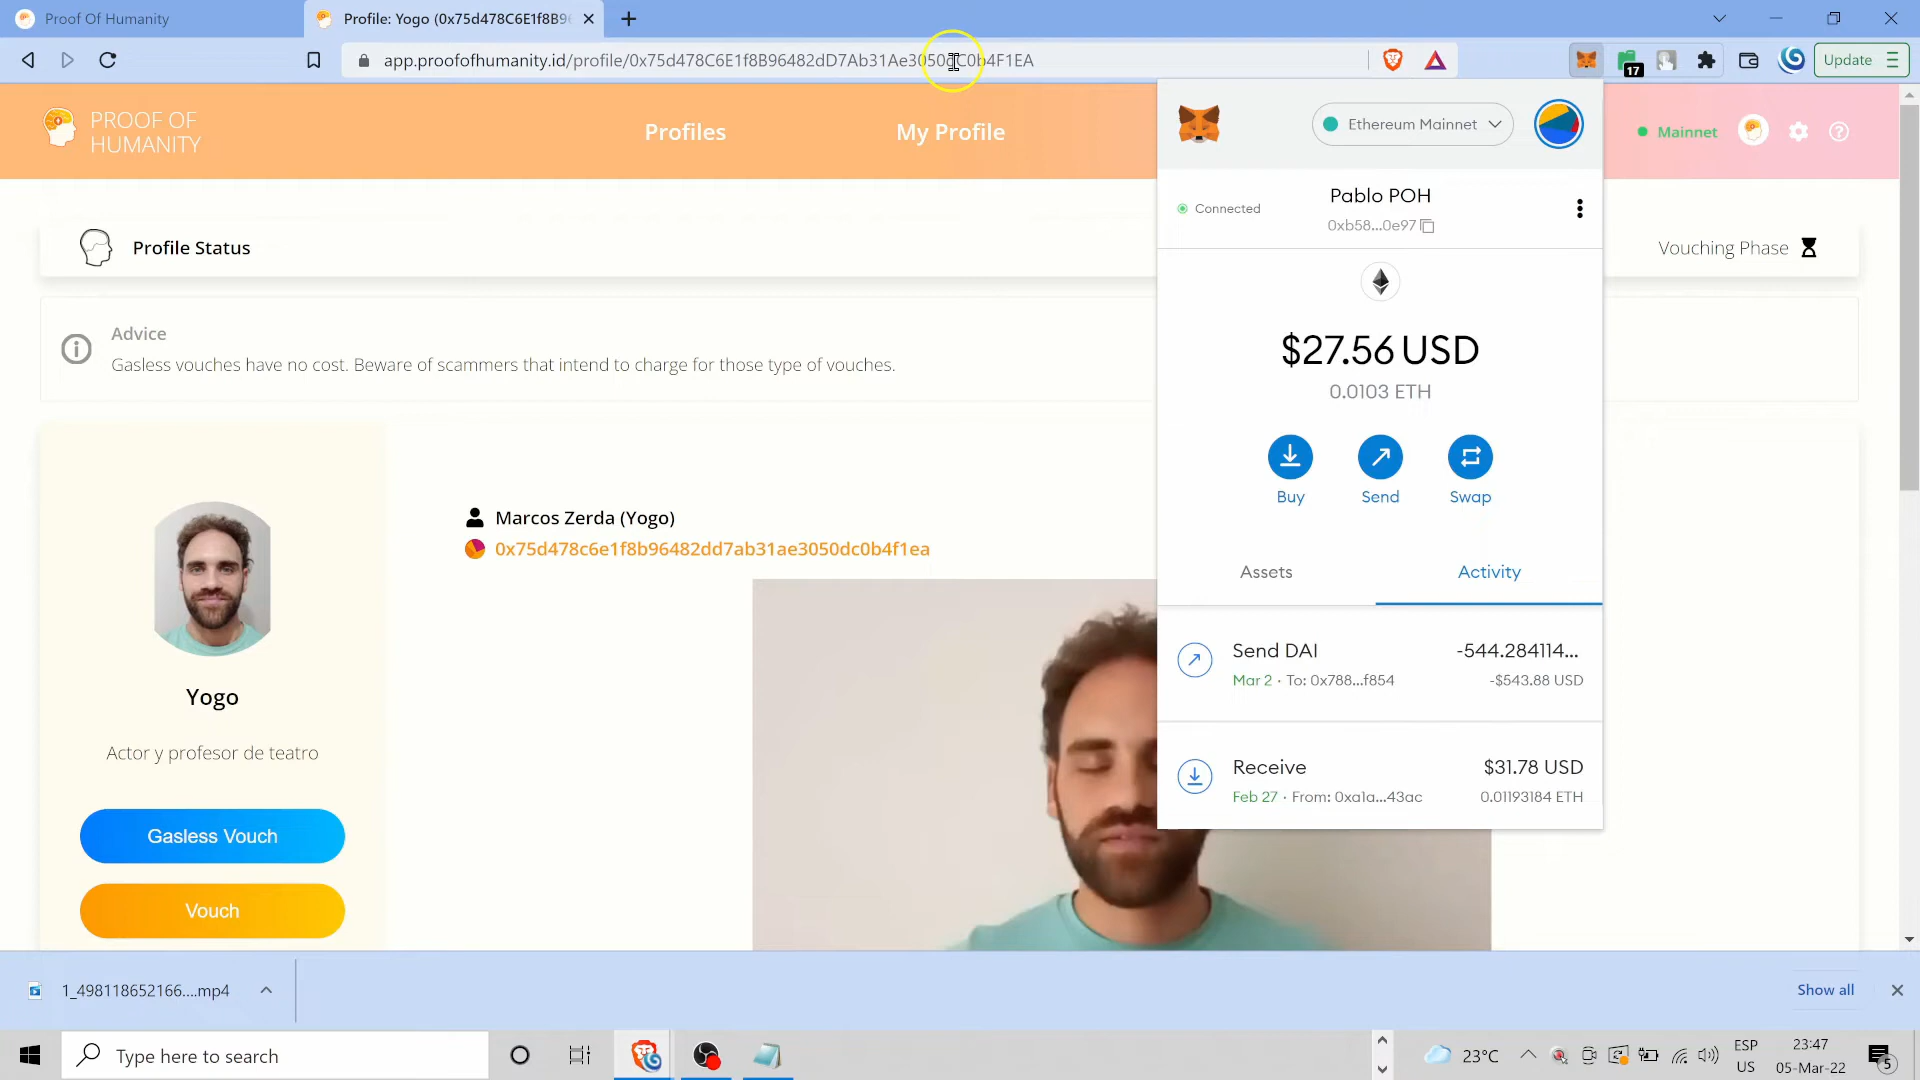 Proof Of Humanity
Profile: Yogo (0x75d478C6E1f8B96
app.proofofhumanity.id/profile/0x75d478C6E1f8B96482dD7Ab31Ae3050dC0b4F1EA
17
Update
PROOF OF
HUMANITY
Profiles
My Profile
Ethereum Mainnet
Mainnet
Connected
Pablo POH
0xb58...0e97
Profile Status
Vouching Phase
Advice
Gasless vouches have no cost. Beware of scammers that intend to charge for those type of vouches.
$27.56 USD
0.0103 ETH
Buy
Send
Swap
Marcos Zerda (Yogo)
0x75d478c6e1f8b96482dd7ab31ae3050dc0b4f1ea
Assets
Activity
Send DAI
-544.284114...
Mar 2 · To: 0x788...f854
-$543.88 USD
Yogo
Actor y profesor de teatro
Receive
$31.78 USD
Feb 27 · From: 0xa1a...43ac
0.01193184 ETH
Gasless Vouch
Vouch
1_498118652166....mp4
Show all
Type here to search
23°C
ESP
US
23:47
05-Mar-22
5